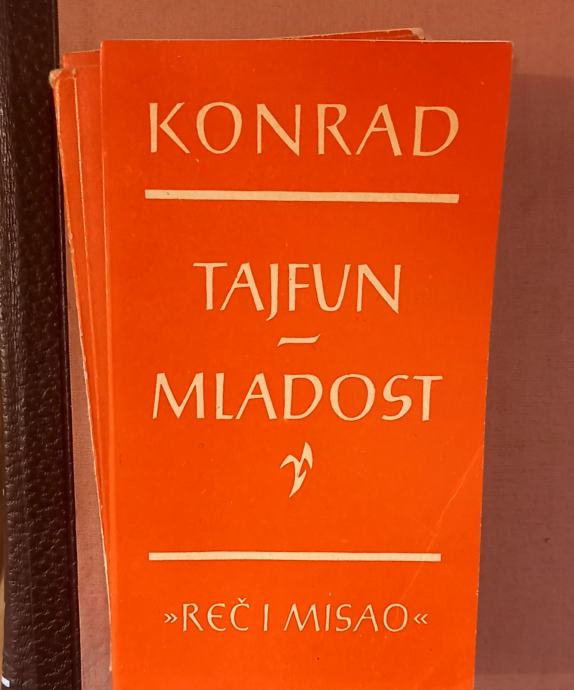 KONRAD
TAJFUN
–
MLADOST
»REČ I MISAO«